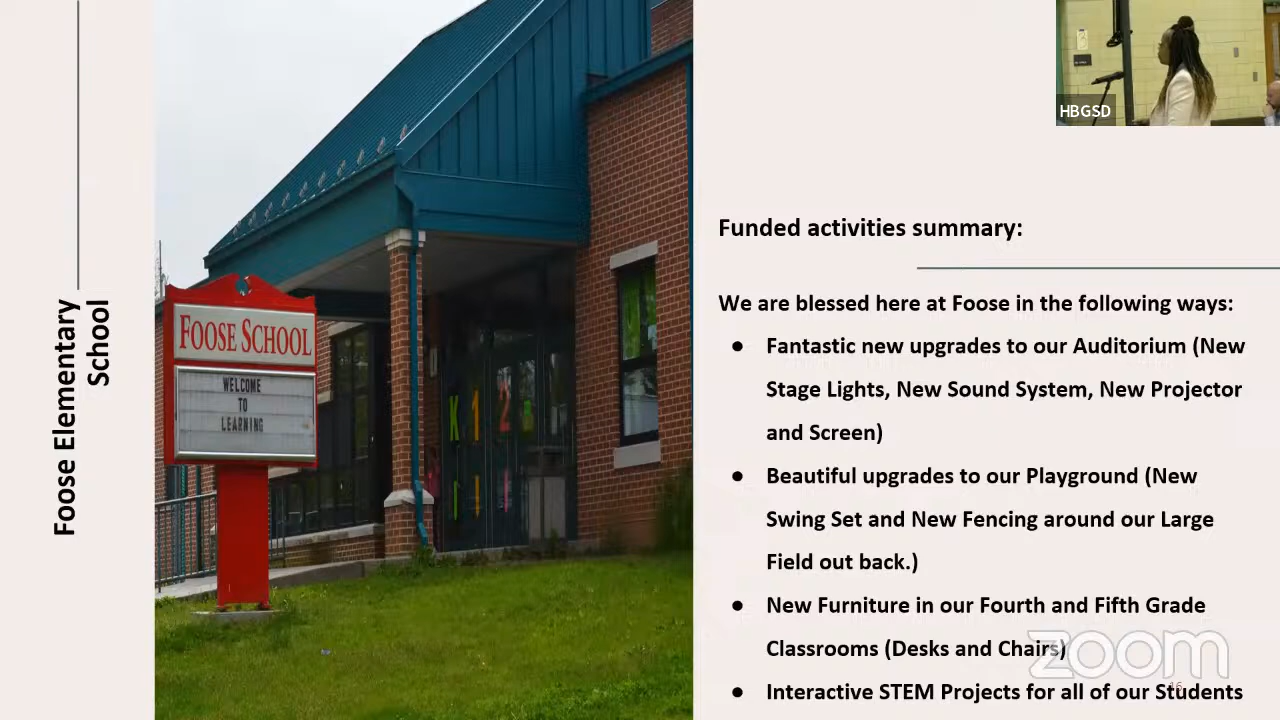 Foose Elementary
School
FOOSE SCHOOL
WELCOME
TO
LEARNING
K 1 2
HBGSD
Funded activities summary:
We are blessed here at Foose in the following ways:
● Fantastic new upgrades to our Auditorium (New
Stage Lights, New Sound System, New Projector
and Screen)
● Beautiful upgrades to our Playground (New
Swing Set and New Fencing around our Large
Field out back.)
● New Furniture in our Fourth and Fifth Grade
Classrooms (Desks and Chairs)
zoom
16
● Interactive STEM Projects for all of our Students